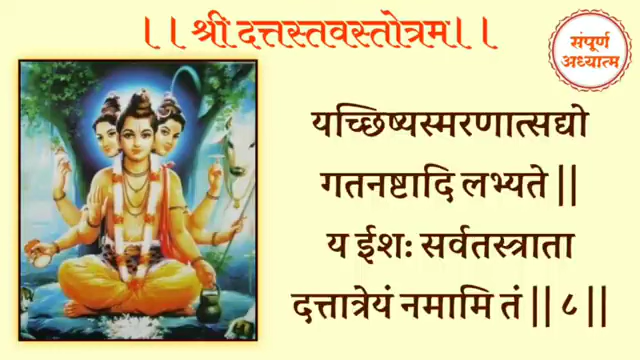 ।। श्री दत्तस्तवस्तोत्रम।।
संपूर्ण
अध्यात्म
यच्छिष्यस्मरणात्सद्यो
गतनष्टादि लभ्यते ||
य ईशः सर्वतस्त्राता
दत्तात्रेयं नमामि तं || ८ ||